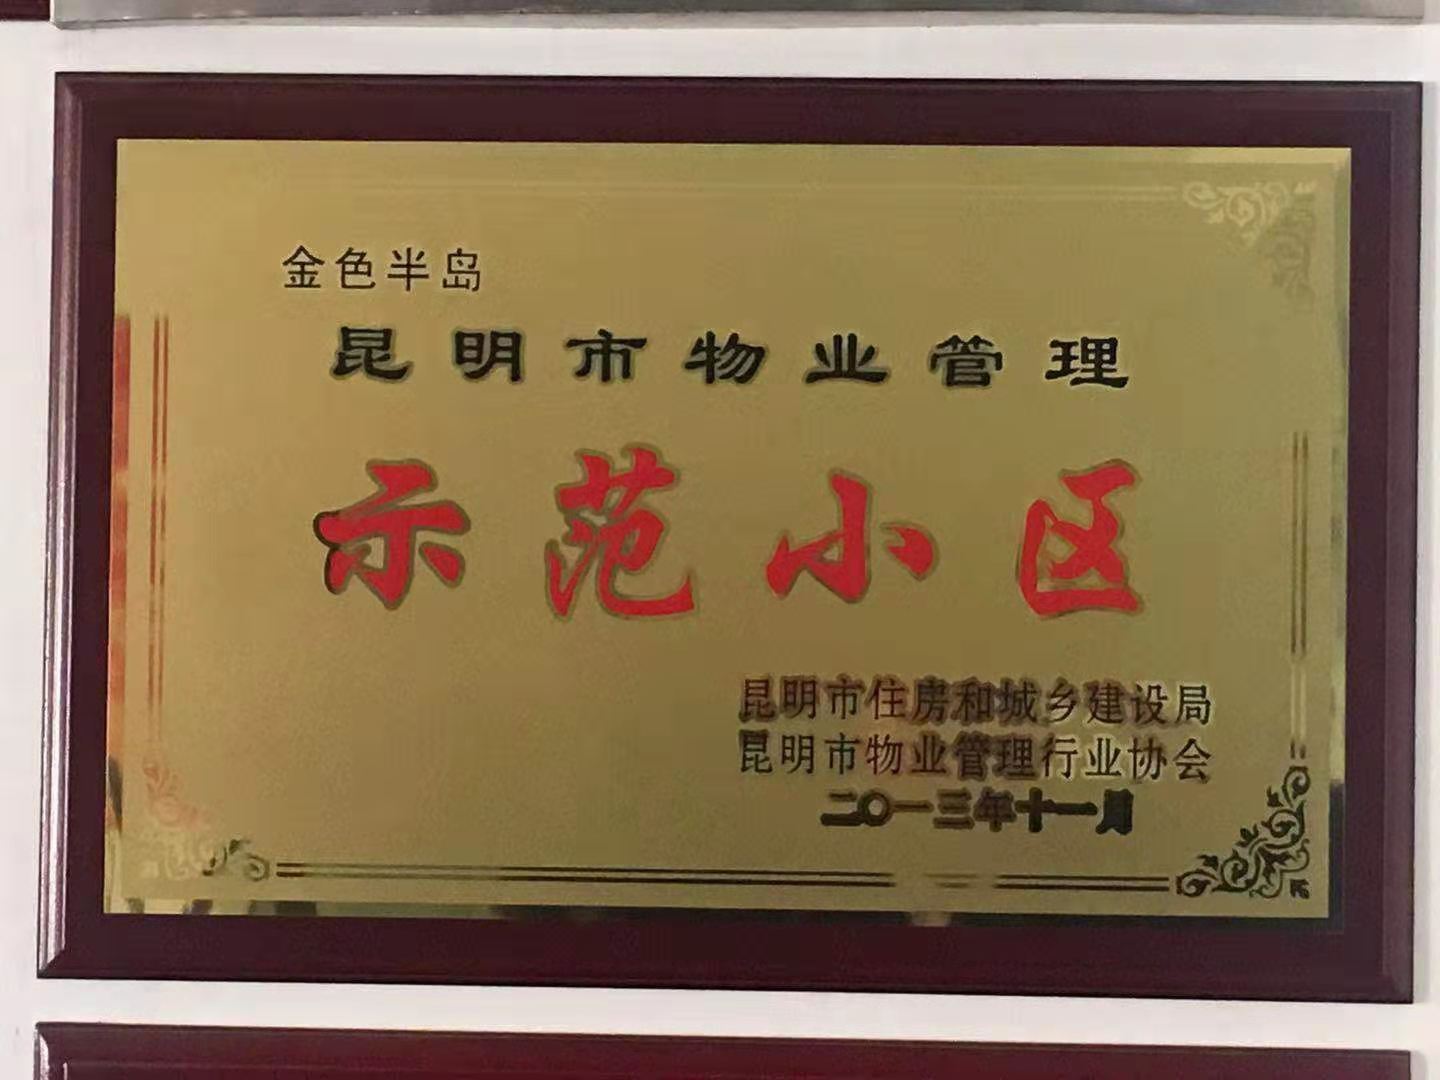 金色半岛
昆明市物业管理
示范小区
昆明市住房和城乡建设局
昆明市物业管理行业协会
二〇一三年十一月